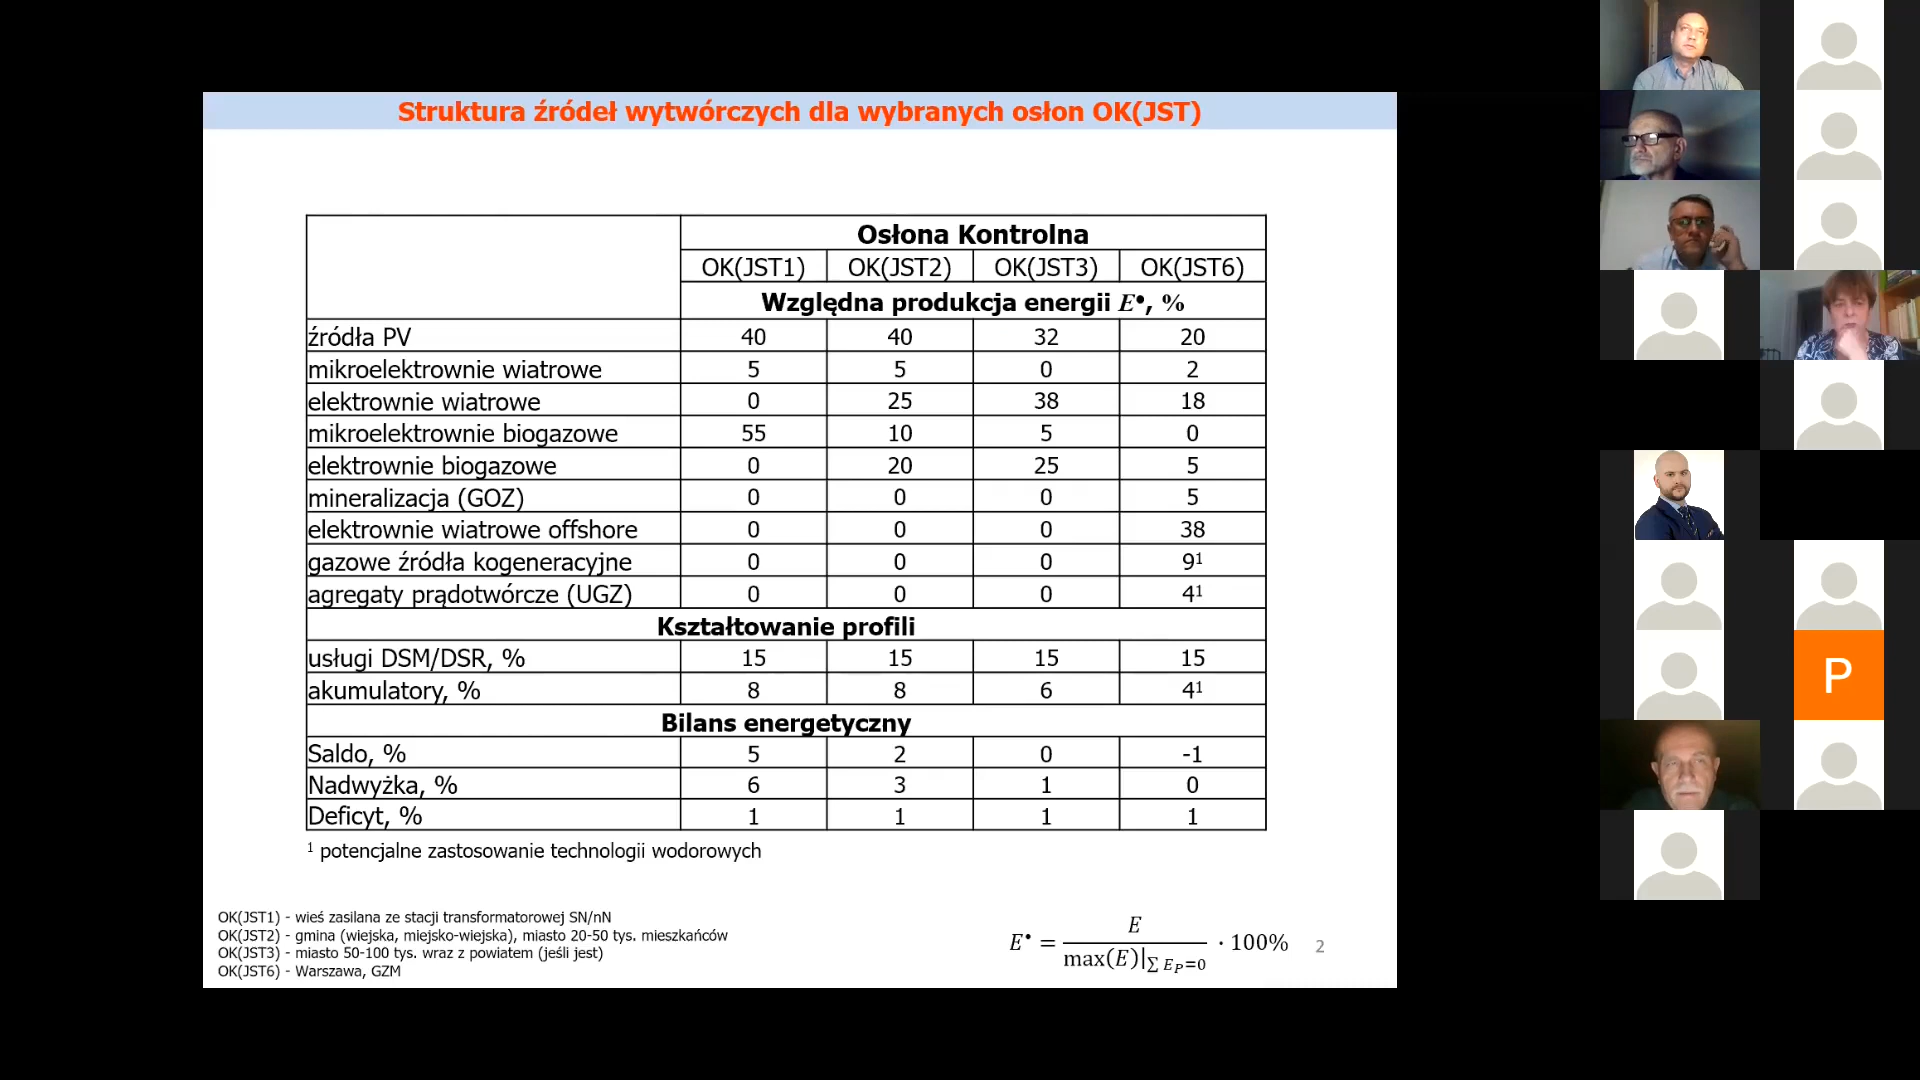 Struktura źródeł wytwórczych dla wybranych osłon OK(JST)
Osłona Kontrolna
OK(JST1) OK(JST2) OK(JST3) OK(JST6)
Względna produkcja energii E•, %
źródła PV 40 40 32 20
mikroelektrownie wiatrowe 5 5 0 2
elektrownie wiatrowe 0 25 38 18
mikroelektrownie biogazowe 55 10 5 0
elektrownie biogazowe 0 20 25 5
mineralizacja (GOZ) 0 0 0 5
elektrownie wiatrowe offshore 0 0 0 38
gazowe źródła kogeneracyjne 0 0 0 9¹
agregaty prądotwórcze (UGZ) 0 0 0 4¹
Kształtowanie profili
usługi DSM/DSR, % 15 15 15 15
akumulatory, % 8 8 6 4¹
Bilans energetyczny
Saldo, % 5 2 0 -1
Nadwyżka, % 6 3 1 0
Deficyt, % 1 1 1 1
¹ potencjalne zastosowanie technologii wodorowych
OK(JST1) - wieś zasilana ze stacji transformatorowej SN/nN
OK(JST2) - gmina (wiejska, miejsko-wiejska), miasto 20-50 tys. mieszkańców
OK(JST3) - miasto 50-100 tys. wraz z powiatem (jeśli jest)
OK(JST6) - Warszawa, GZM
E• = E / max(E)|∑ E_P=0 · 100%
2
P